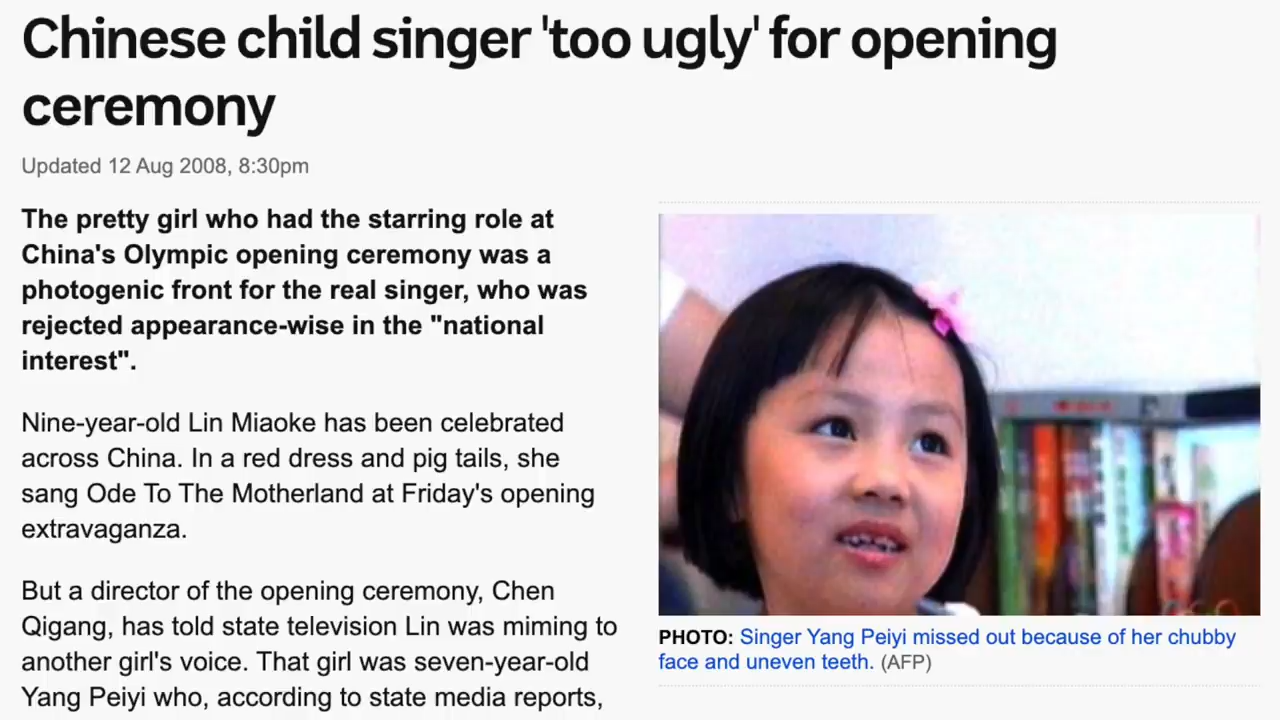 Chinese child singer 'too ugly' for opening
ceremony
Updated 12 Aug 2008, 8:30pm
The pretty girl who had the starring role at
China's Olympic opening ceremony was a
photogenic front for the real singer, who was
rejected appearance-wise in the "national
interest".
Nine-year-old Lin Miaoke has been celebrated
across China. In a red dress and pig tails, she
sang Ode To The Motherland at Friday's opening
extravaganza.
But a director of the opening ceremony, Chen
Qigang, has told state television Lin was miming to
another girl's voice. That girl was seven-year-old
Yang Peiyi who, according to state media reports,
PHOTO: Singer Yang Peiyi missed out because of her chubby
face and uneven teeth. (AFP)